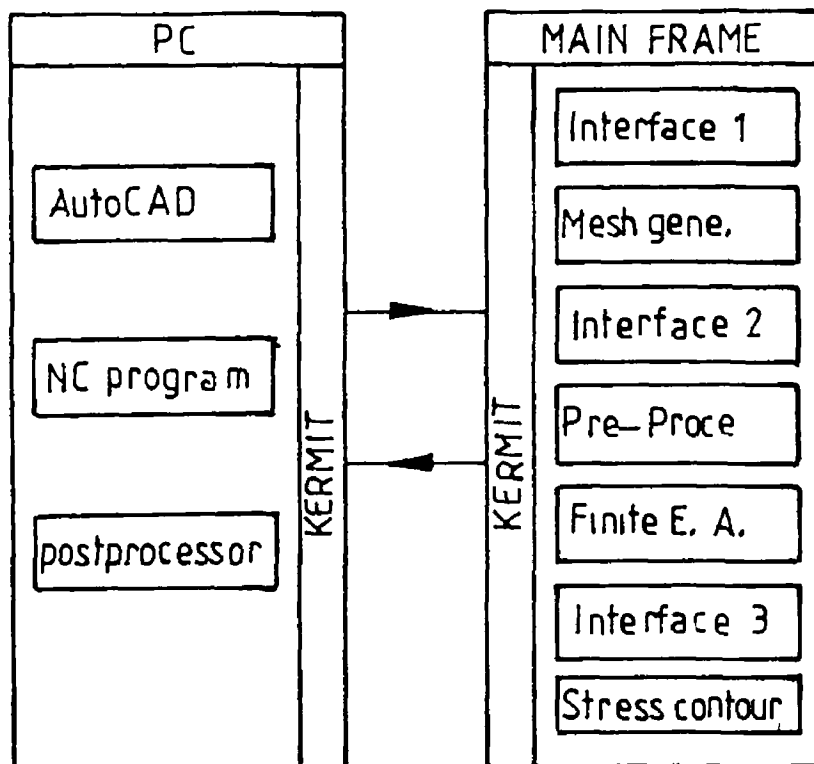 PC
AutoCAD
NC program
postprocessor
KERMIT
KERMIT
MAIN FRAME
Interface 1
Mesh gene.
Interface 2
Pre-Proce
Finite E. A.
Interface 3
Stress contour